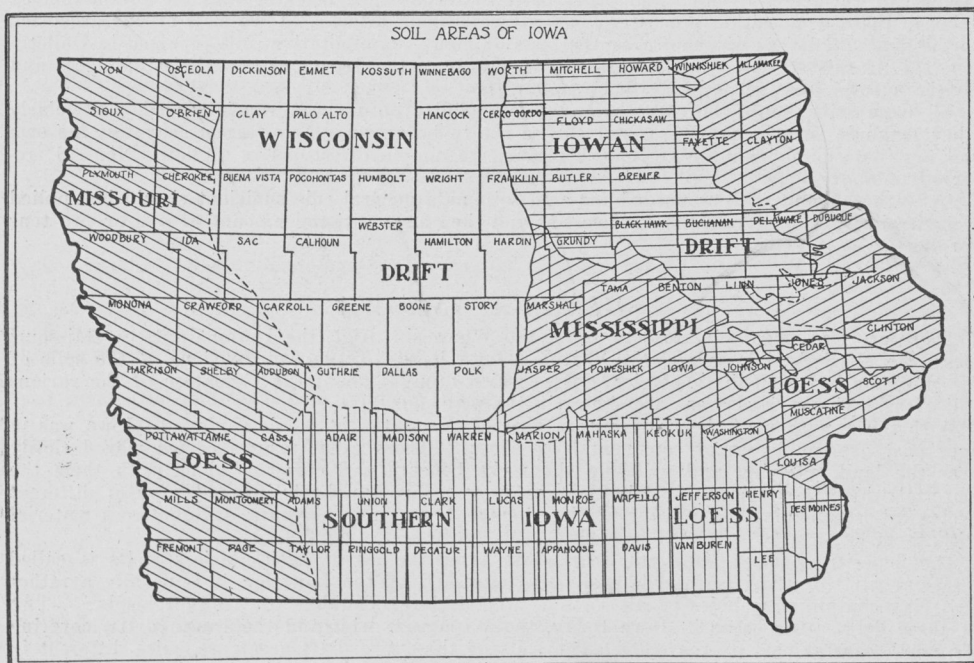 SOIL AREAS OF IOWA
LYON OSCEOLA DICKINSON EMMET KOSSUTH WINNEBAGO WORTH MITCHELL HOWARD WINNISHIEK ALLAMAKEE
SIOUX O'BRIEN CLAY PALO ALTO HANCOCK CERRO GORDO FLOYD CHICKASAW
WISCONSIN IOWAN FAYETTE CLAYTON
PLYMOUTH CHEROKEE BUENA VISTA POCOHONTAS HUMBOLT WRIGHT FRANKLIN BUTLER BREMER
MISSOURI
WEBSTER BLACK HAWK BUCHANAN DELAWARE DUBUQUE
WOODBURY IDA SAC CALHOUN HAMILTON HARDIN GRUNDY DRIFT
DRIFT
TAMA BENTON LINN JONES JACKSON
MONONA CRAWFORD CARROLL GREENE BOONE STORY MARSHALL
MISSISSIPPI CLINTON
CEDAR
HARRISON SHELBY AUDUBON GUTHRIE DALLAS POLK JASPER POWESHIEK IOWA JOHNSON SCOTT
LOESS
MUSCATINE
POTTAWATTAMIE CASS ADAIR MADISON WARREN MARION MAHASKA KEOKUK WASHINGTON
LOESS LOUISA
MILLS MONTGOMERY ADAMS UNION CLARK LUCAS MONROE WAPELLO JEFFERSON HENRY DES MOINES
SOUTHERN IOWA LOESS
FREMONT PAGE TAYLOR RINGGOLD DECATUR WAYNE APPANOOSE DAVIS VAN BUREN LEE